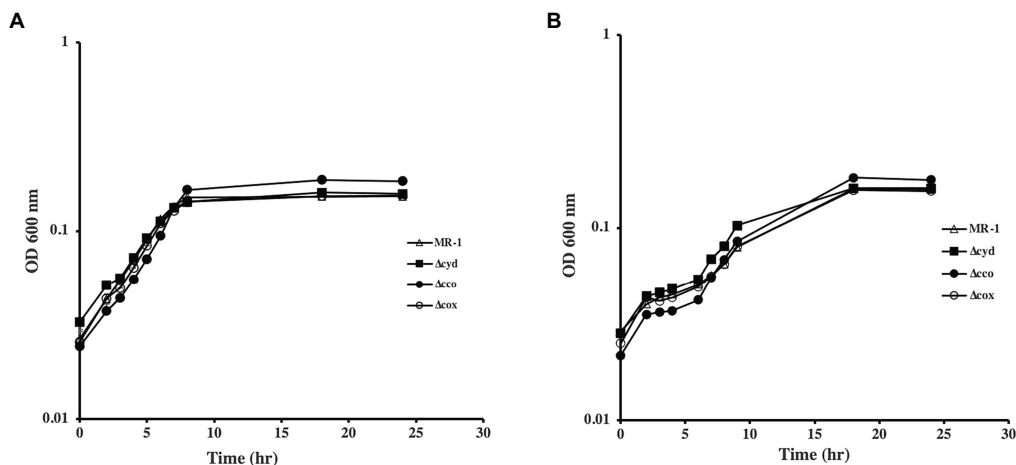 A
1
0.1
0.01
OD 600 nm
0
5
10
15
20
25
30
Time (hr)
MR-1
Δcyd
Δcco
Δcox
B
1
0.1
0.01
OD 600 nm
0
5
10
15
20
25
30
Time (hr)
MR-1
Δcyd
Δcco
Δcox